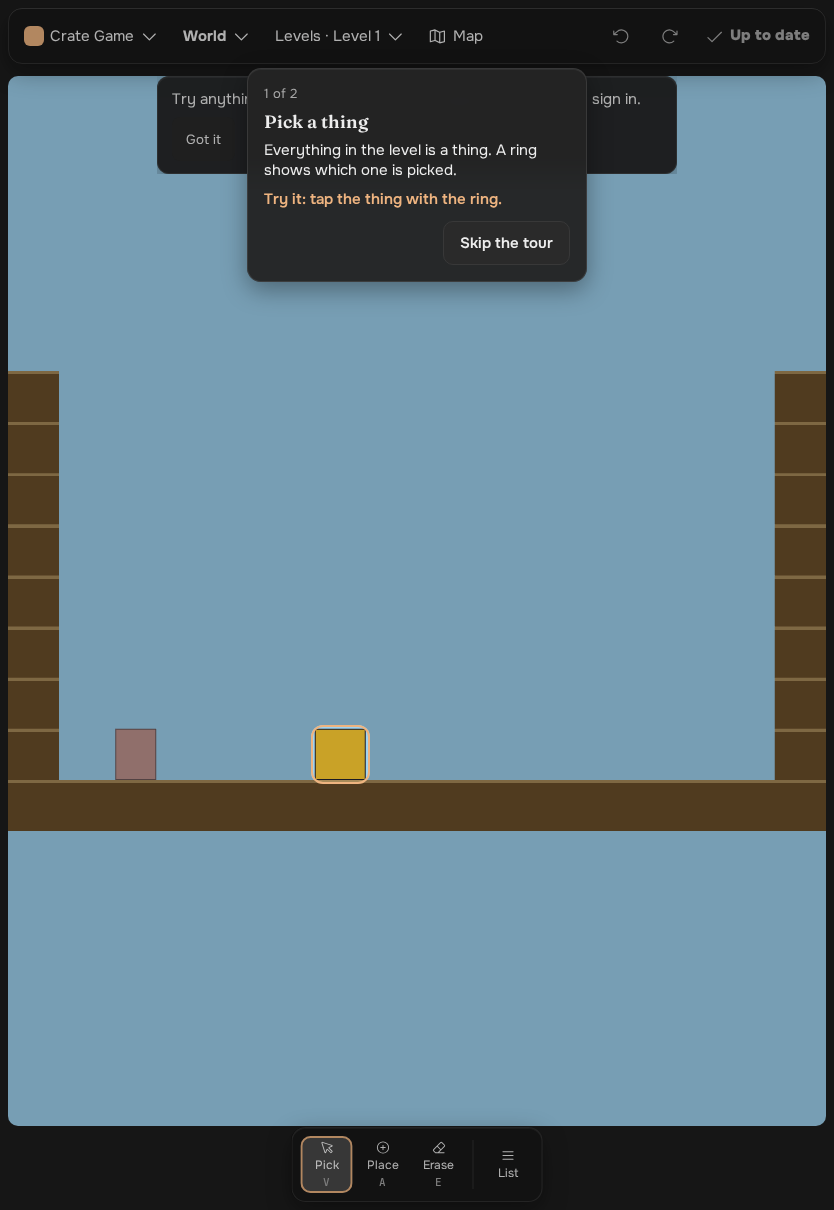 Crate Game World Levels · Level 1 Map Up to date
Try anythin
sign in.
Got it
1 of 2
Pick a thing
Everything in the level is a thing. A ring
shows which one is picked.
Try it: tap the thing with the ring.
Skip the tour
Pick Place Erase List
V A E